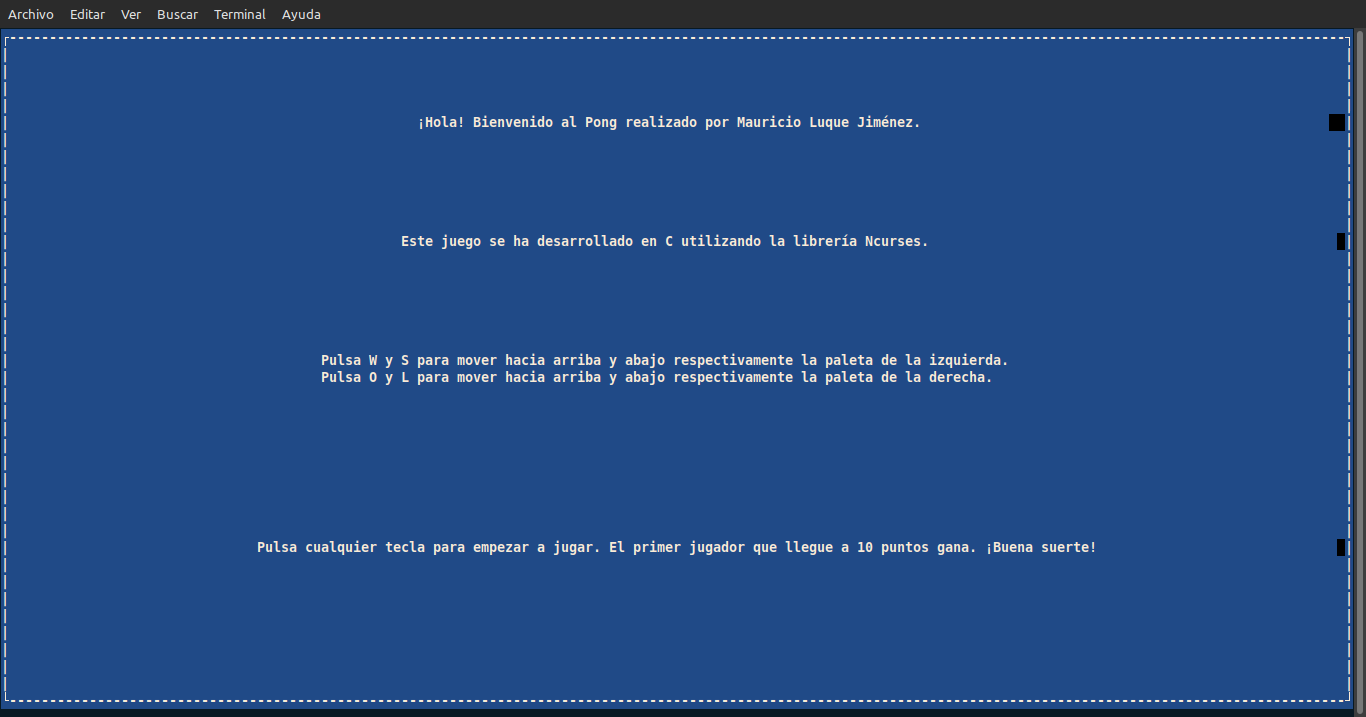 Archivo Editar Ver Buscar Terminal Ayuda
¡Hola! Bienvenido al Pong realizado por Mauricio Luque Jiménez.
Este juego se ha desarrollado en C utilizando la librería Ncurses.
Pulsa W y S para mover hacia arriba y abajo respectivamente la paleta de la izquierda.
Pulsa O y L para mover hacia arriba y abajo respectivamente la paleta de la derecha.
Pulsa cualquier tecla para empezar a jugar. El primer jugador que llegue a 10 puntos gana. ¡Buena suerte!